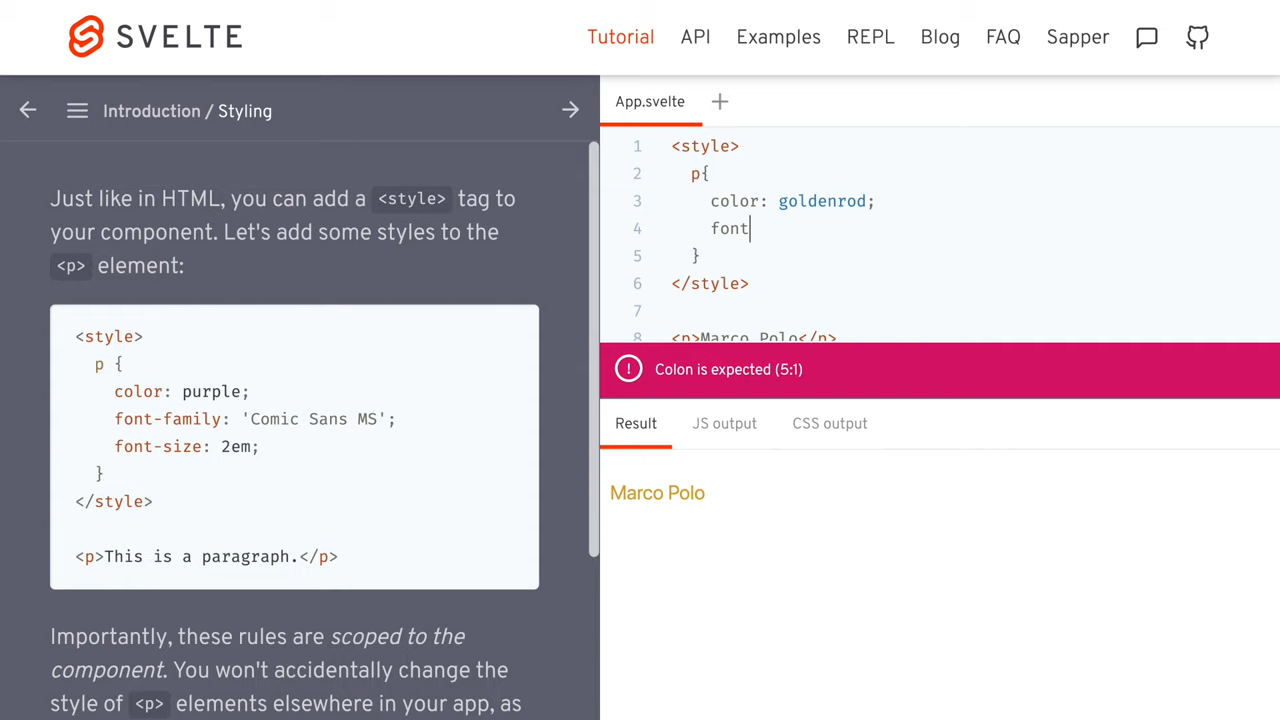 SVELTE
Tutorial API Examples REPL Blog FAQ Sapper
Introduction / Styling
Just like in HTML, you can add a <style> tag to
your component. Let's add some styles to the
<p> element:
<style>
p {
color: purple;
font-family: 'Comic Sans MS';
font-size: 2em;
}
</style>
<p>This is a paragraph.</p>
Importantly, these rules are scoped to the
component. You won't accidentally change the
style of <p> elements elsewhere in your app, as
App.svelte +
1 <style>
2 p{
3 color: goldenrod;
4 font
5 }
6 </style>
7
8 <p>Marco Polo</p>
! Colon is expected (5:1)
Result JS output CSS output
Marco Polo